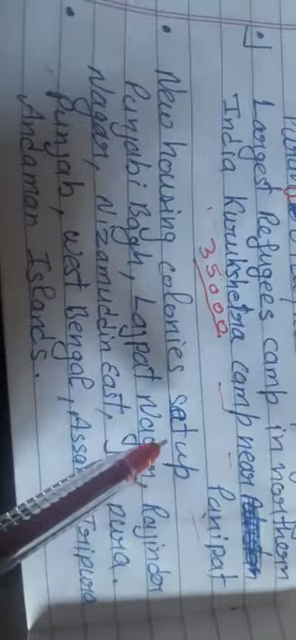 Largest Refugees camp in northern
India Kurukshetra camp near
Panipat
35000
• New housing colonies setup
Punjabi Bagh, Lajpat Nagar, Rajinder
Nagar, Nizamuddin East, pura.
• Punjab, West Bengal, Assam Tripura
Andaman Islands.